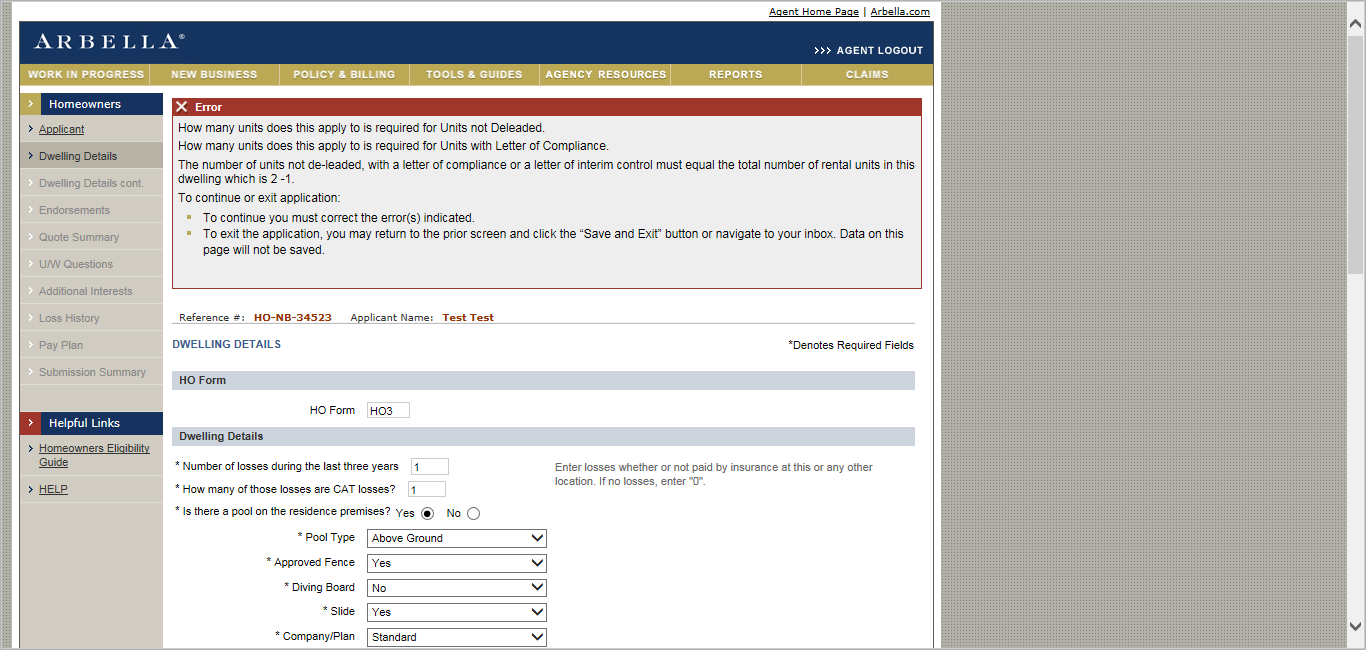 Agent Home Page | Arbella.com
ARBELLA®
>>> AGENT LOGOUT
WORK IN PROGRESS NEW BUSINESS POLICY & BILLING TOOLS & GUIDES AGENCY RESOURCES REPORTS CLAIMS
Homeowners
Applicant
Dwelling Details
Dwelling Details cont.
Endorsements
Quote Summary
U/W Questions
Additional Interests
Loss History
Pay Plan
Submission Summary
Helpful Links
Homeowners Eligibility
Guide
HELP
Error
How many units does this apply to is required for Units not Deleaded.
How many units does this apply to is required for Units with Letter of Compliance.
The number of units not de-leaded, with a letter of compliance or a letter of interim control must equal the total number of rental units in this
dwelling which is 2 -1.
To continue or exit application:
To continue you must correct the error(s) indicated.
To exit the application, you may return to the prior screen and click the “Save and Exit” button or navigate to your inbox. Data on this
page will not be saved.
Reference #: HO-NB-34523 Applicant Name: Test Test
DWELLING DETAILS
*Denotes Required Fields
HO Form
HO Form HO3
Dwelling Details
* Number of losses during the last three years 1
Enter losses whether or not paid by insurance at this or any other
location. If no losses, enter "0".
* How many of those losses are CAT losses? 1
* Is there a pool on the residence premises? Yes No
* Pool Type Above Ground
* Approved Fence Yes
* Diving Board No
* Slide Yes
* Company/Plan Standard